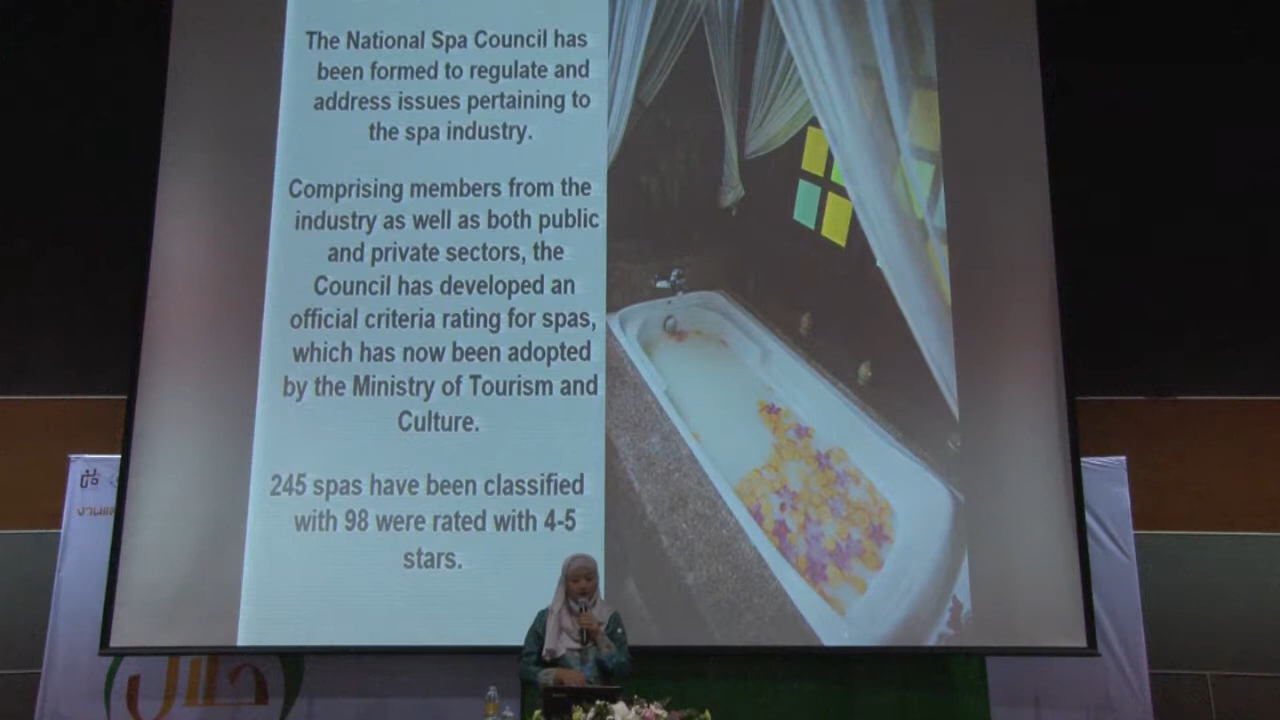 The National Spa Council has
been formed to regulate and
address issues pertaining to
the spa industry.
Comprising members from the
industry as well as both public
and private sectors, the
Council has developed an
official criteria rating for spas,
which has now been adopted
by the Ministry of Tourism and
Culture.
245 spas have been classified
with 98 were rated with 4-5
stars.